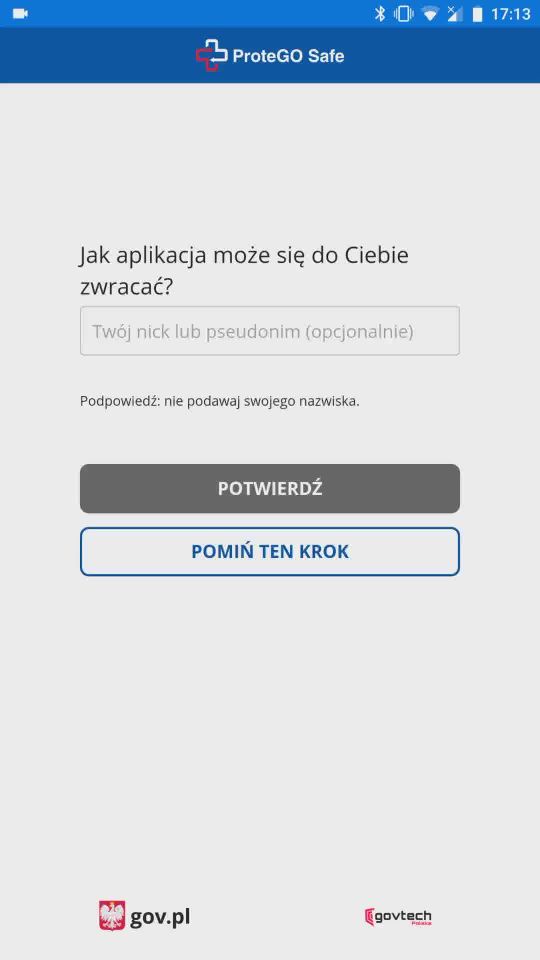 17:13
ProteGO Safe
Jak aplikacja może się do Ciebie
zwracać?
Twój nick lub pseudonim (opcjonalnie)
Podpowiedź: nie podawaj swojego nazwiska.
POTWIERDŹ
POMIŃ TEN KROK
gov.pl
govtech
Polska